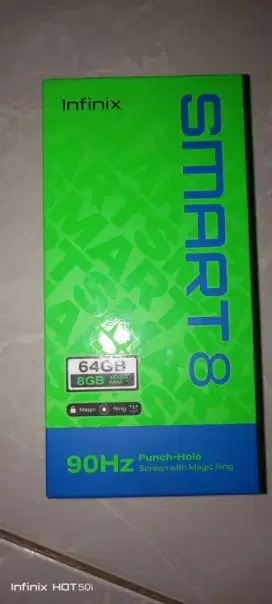 Infinix
SMART 8
64GB
8GB
Magic Ring
90Hz Punch-Hole
Screen with Magic Ring
Infinix HOT 50i